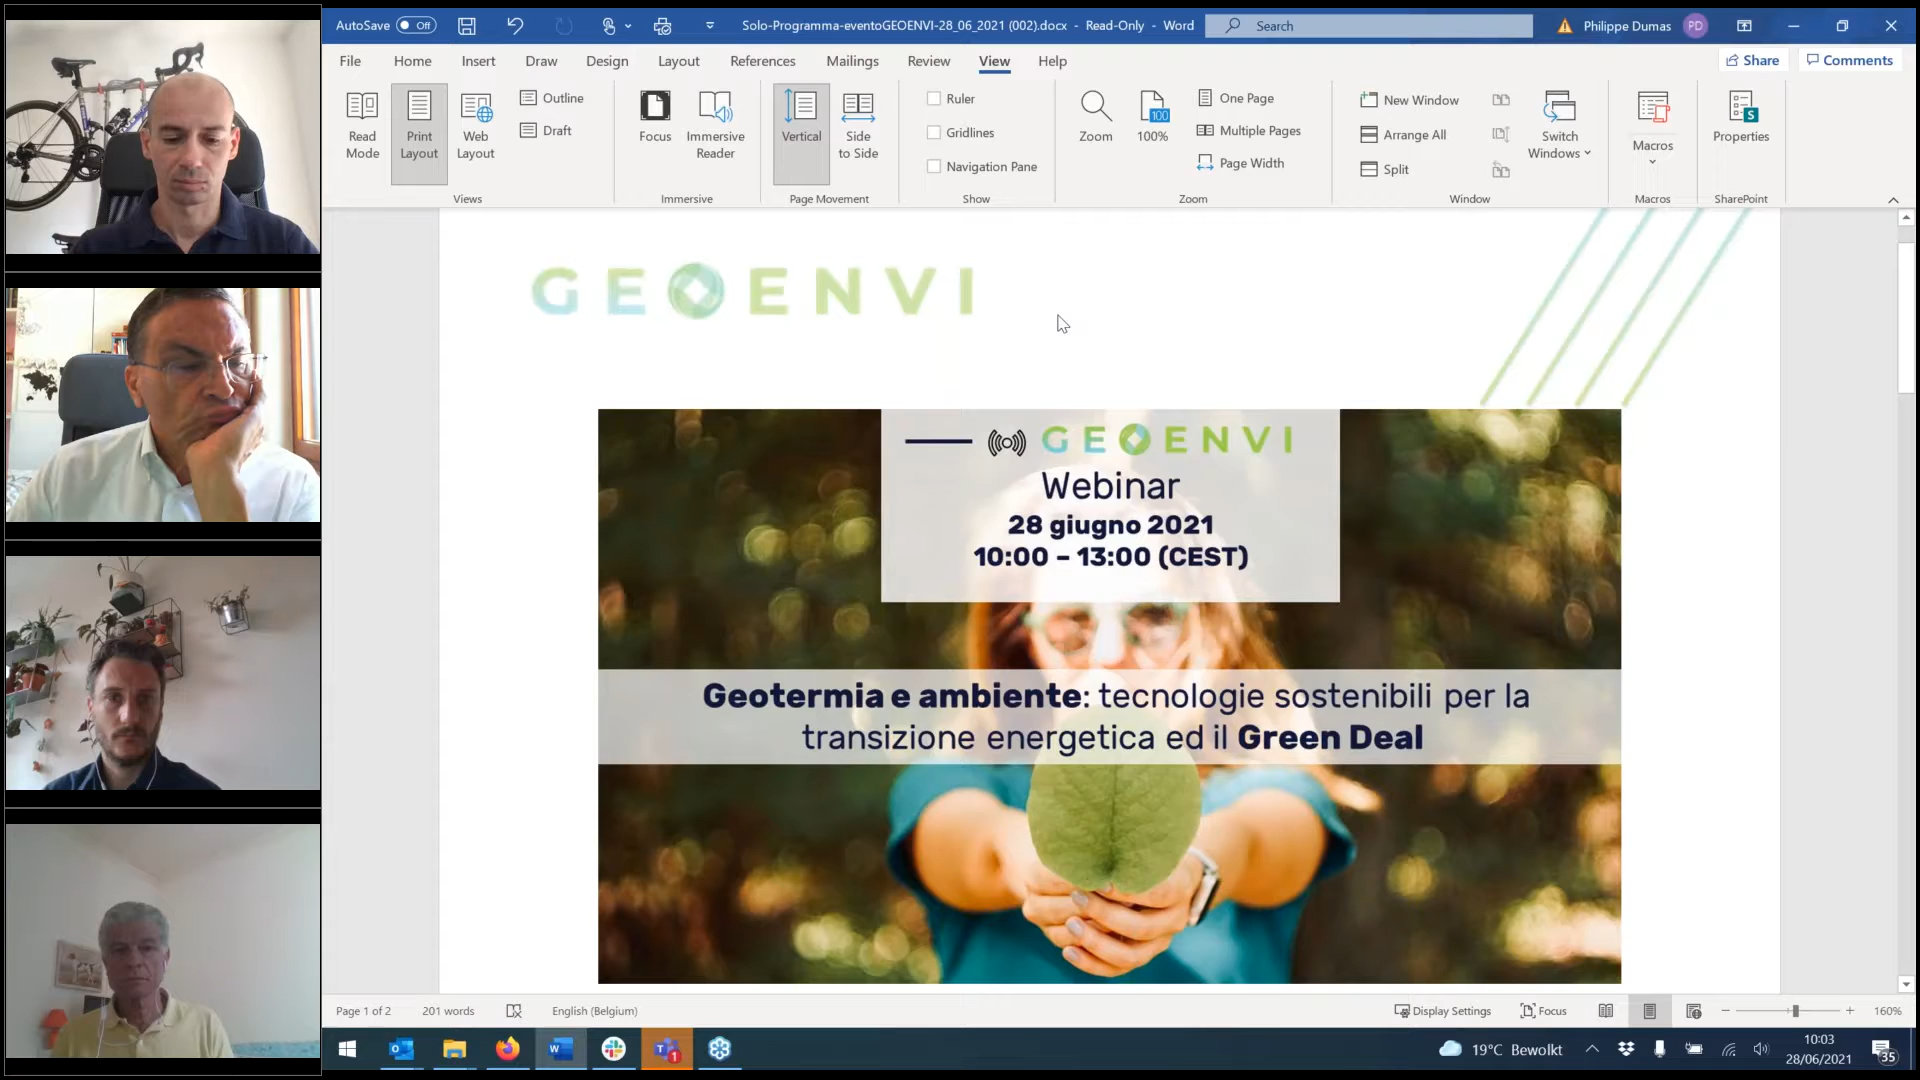 AutoSave Off
Solo-Programma-eventoGEOENVI-28_06_2021 (002).docx - Read-Only - Word
Search
Philippe Dumas PD
File Home Insert Draw Design Layout References Mailings Review View Help
Share Comments
Read Mode
Print Layout
Web Layout
Outline
Draft
Views
Focus
Immersive Reader
Immersive
Vertical
Side to Side
Page Movement
Ruler
Gridlines
Navigation Pane
Show
Zoom
100
100%
One Page
Multiple Pages
Page Width
Zoom
New Window
Arrange All
Split
Switch Windows
Window
Macros
Macros
S
Properties
SharePoint
GEOENVI
GEOENVI
Webinar
28 giugno 2021
10:00 – 13:00 (CEST)
Geotermia e ambiente: tecnologie sostenibili per la
transizione energetica ed il Green Deal
Page 1 of 2 201 words English (Belgium) Display Settings Focus 160%
19°C Bewolkt
10:03
28/06/2021
35
1